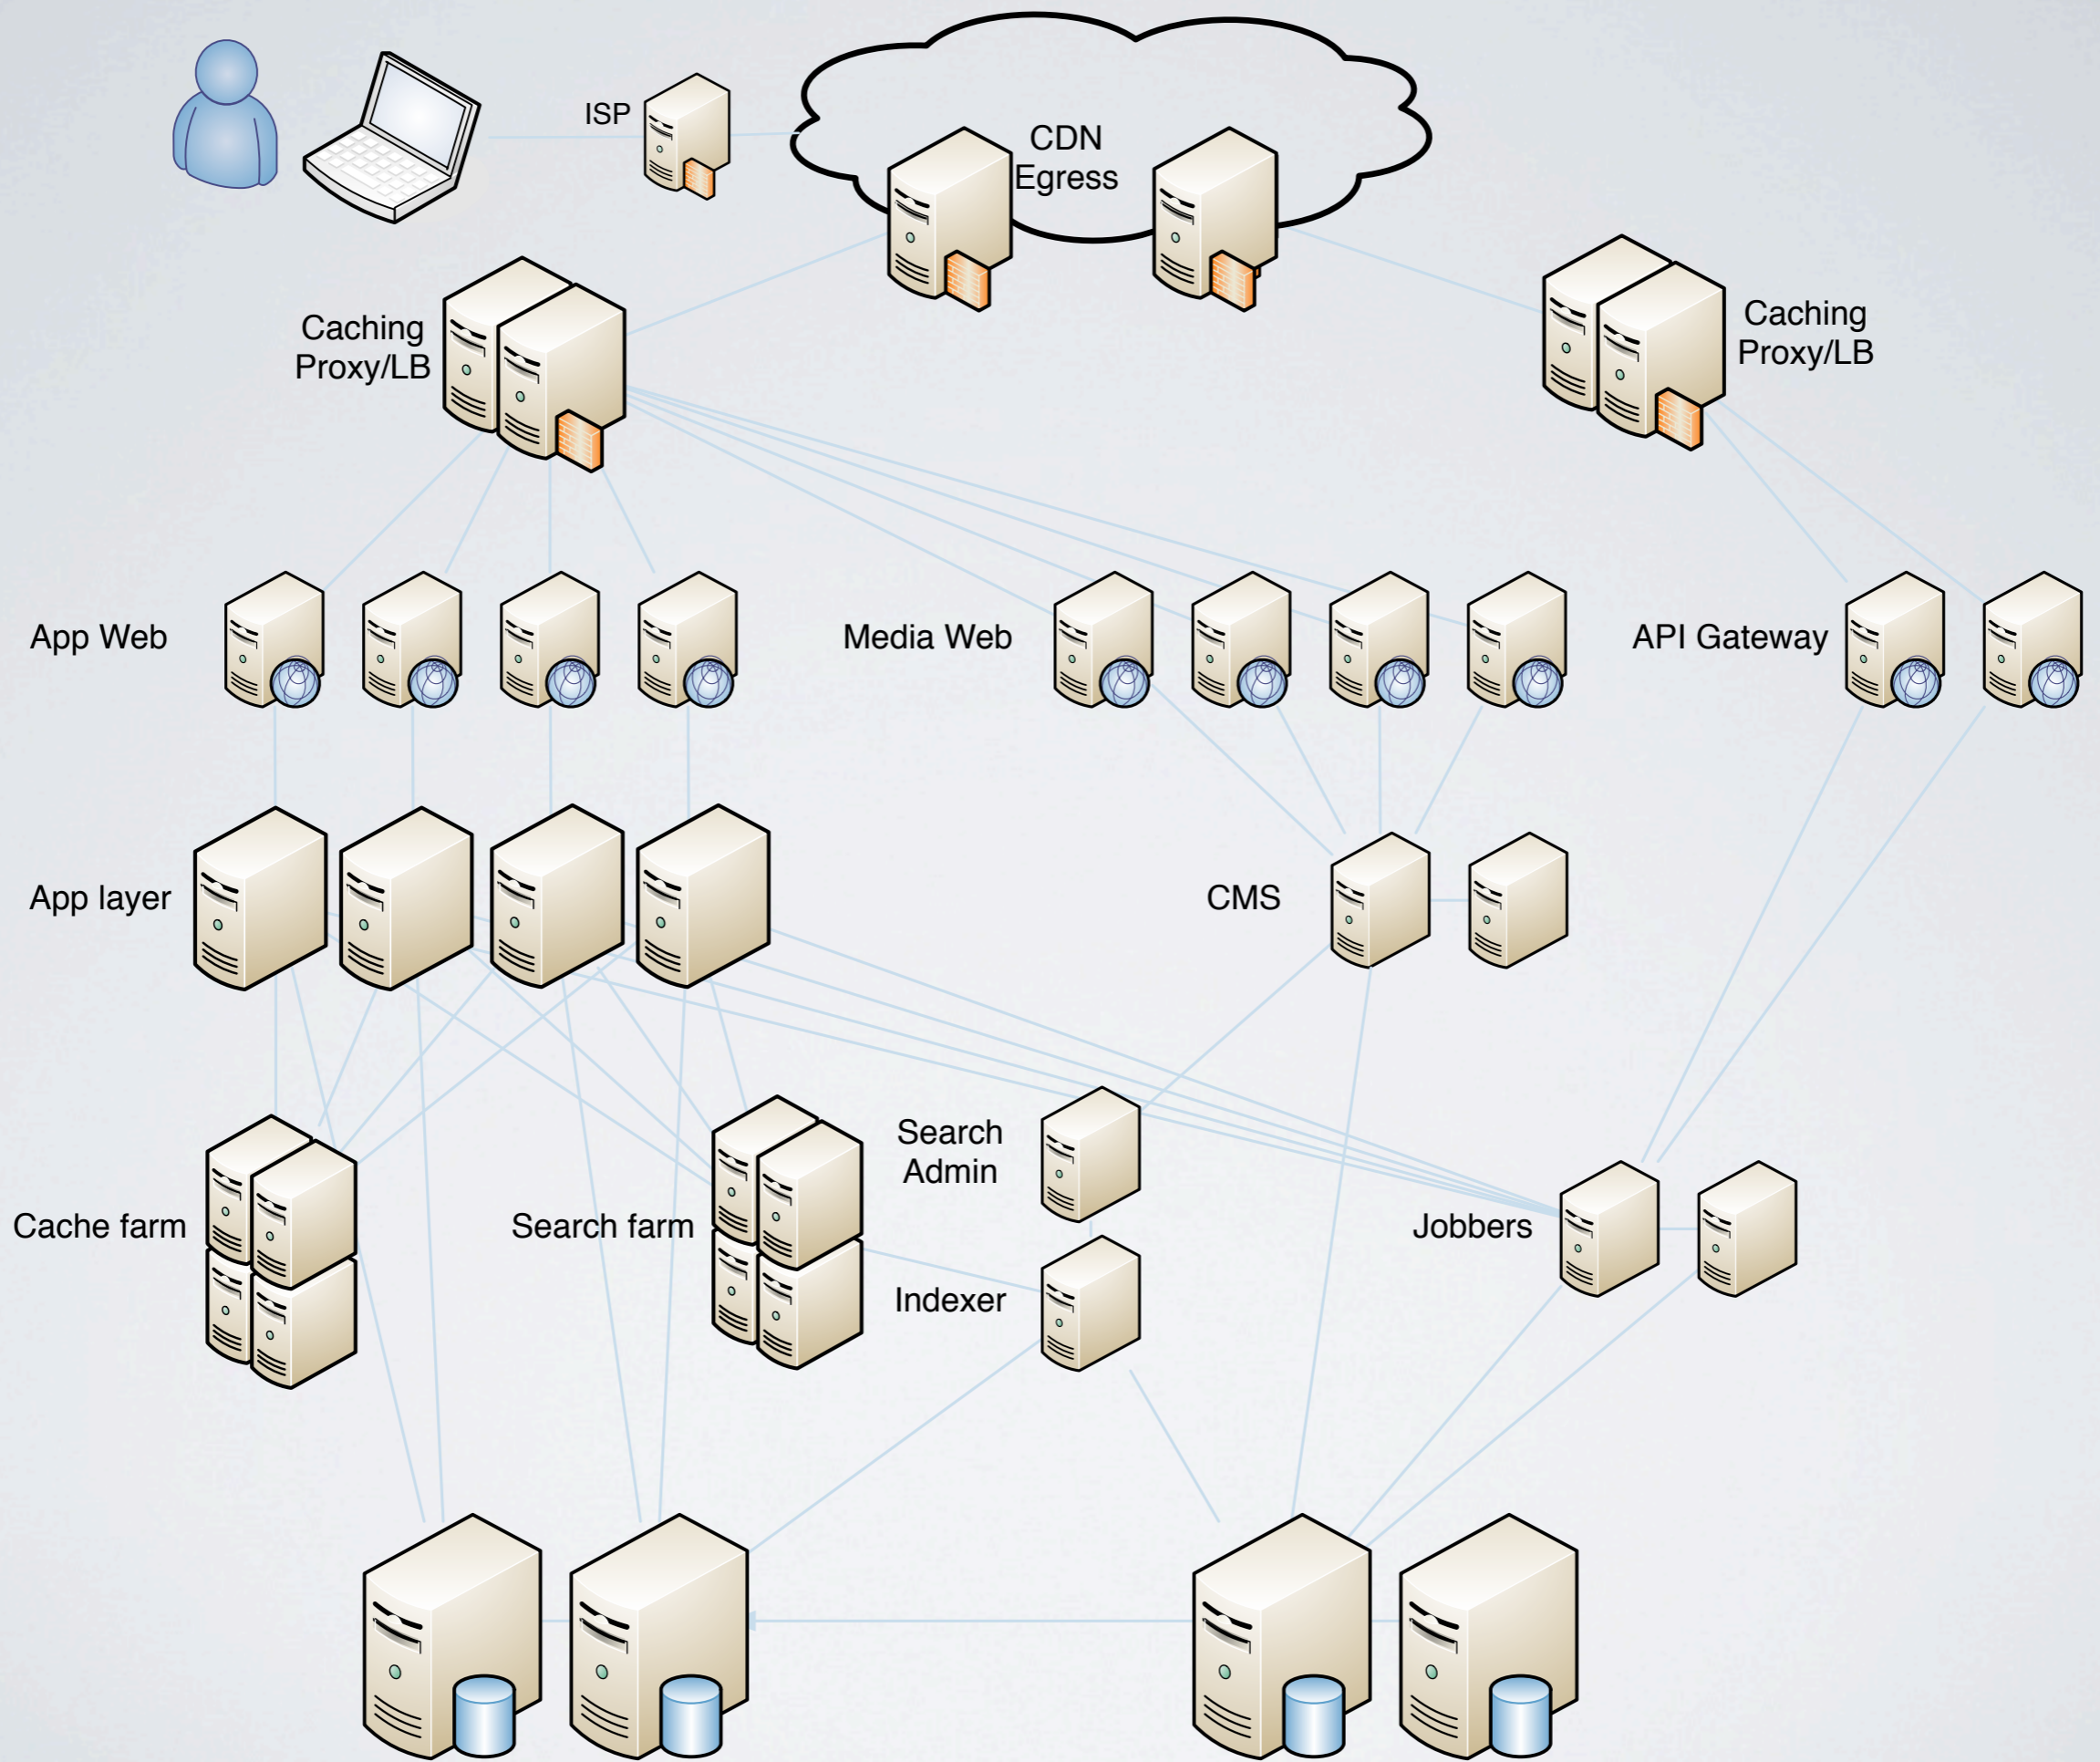 ISP
CDN
Egress
Caching
Proxy/LB
Caching
Proxy/LB
App Web
Media Web
API Gateway
App layer
CMS
Search
Admin
Cache farm
Search farm
Jobbers
Indexer